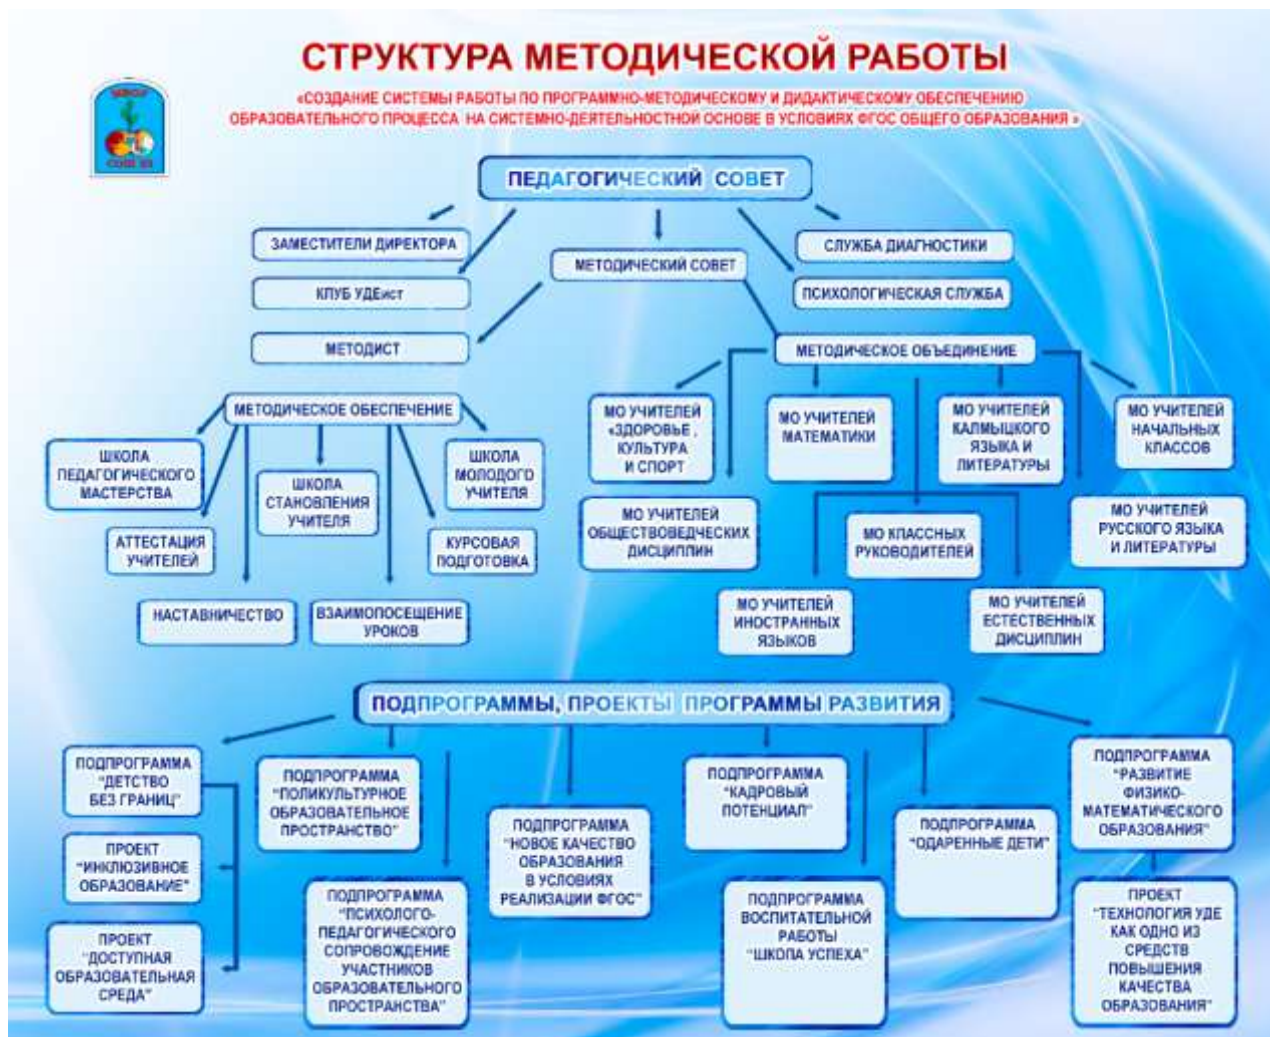 СТРУКТУРА МЕТОДИЧЕСКОЙ РАБОТЫ
«СОЗДАНИЕ СИСТЕМЫ РАБОТЫ ПО ПРОГРАММНО-МЕТОДИЧЕСКОМУ И ДИДАКТИЧЕСКОМУ ОБЕСПЕЧЕНИЮ
ОБРАЗОВАТЕЛЬНОГО ПРОЦЕССА НА СИСТЕМНО-ДЕЯТЕЛЬНОСТНОЙ ОСНОВЕ В УСЛОВИЯХ ФГОС ОБЩЕГО ОБРАЗОВАНИЯ »
ПЕДАГОГИЧЕСКИЙ СОВЕТ
ЗАМЕСТИТЕЛИ ДИРЕКТОРА
СЛУЖБА ДИАГНОСТИКИ
МЕТОДИЧЕСКИЙ СОВЕТ
КЛУБ УДЕист
ПСИХОЛОГИЧЕСКАЯ СЛУЖБА
МЕТОДИСТ
МЕТОДИЧЕСКОЕ ОБЪЕДИНЕНИЕ
МЕТОДИЧЕСКОЕ ОБЕСПЕЧЕНИЕ
ШКОЛА
ПЕДАГОГИЧЕСКОГО
МАСТЕРСТВА
ШКОЛА
СТАНОВЛЕНИЯ
УЧИТЕЛЯ
ШКОЛА
МОЛОДОГО
УЧИТЕЛЯ
АТТЕСТАЦИЯ
УЧИТЕЛЕЙ
КУРСОВАЯ
ПОДГОТОВКА
НАСТАВНИЧЕСТВО
ВЗАИМОПОСЕЩЕНИЕ
УРОКОВ
МО УЧИТЕЛЕЙ
«ЗДОРОВЬЕ ,
КУЛЬТУРА
И СПОРТ
МО УЧИТЕЛЕЙ
МАТЕМАТИКИ
МО УЧИТЕЛЕЙ
КАЛМЫЦКОГО
ЯЗЫКА И
ЛИТЕРАТУРЫ
МО УЧИТЕЛЕЙ
НАЧАЛЬНЫХ
КЛАССОВ
МО УЧИТЕЛЕЙ
ОБЩЕСТВОВЕДЧЕСКИХ
ДИСЦИПЛИН
МО КЛАССНЫХ
РУКОВОДИТЕЛЕЙ
МО УЧИТЕЛЕЙ
РУССКОГО ЯЗЫКА
И ЛИТЕРАТУРЫ
МО УЧИТЕЛЕЙ
ИНОСТРАННЫХ
ЯЗЫКОВ
МО УЧИТЕЛЕЙ
ЕСТЕСТВЕННЫХ
ДИСЦИПЛИН
ПОДПРОГРАММЫ, ПРОЕКТЫ ПРОГРАММЫ РАЗВИТИЯ
ПОДПРОГРАММА
"ДЕТСТВО
БЕЗ ГРАНИЦ"
ПРОЕКТ
"ИНКЛЮЗИВНОЕ
ОБРАЗОВАНИЕ"
ПРОЕКТ
"ДОСТУПНАЯ
ОБРАЗОВАТЕЛЬНАЯ
СРЕДА"
ПОДПРОГРАММА
"ПОЛИКУЛЬТУРНОЕ
ОБРАЗОВАТЕЛЬНОЕ
ПРОСТРАНСТВО"
ПОДПРОГРАММА
"ПСИХОЛОГО-
ПЕДАГОГИЧЕСКОГО
СОПРОВОЖДЕНИЕ
УЧАСТНИКОВ
ОБРАЗОВАТЕЛЬНОГО
ПРОСТРАНСТВА"
ПОДПРОГРАММА
"НОВОЕ КАЧЕСТВО
ОБРАЗОВАНИЯ
В УСЛОВИЯХ
РЕАЛИЗАЦИИ ФГОС"
ПОДПРОГРАММА
"КАДРОВЫЙ
ПОТЕНЦИАЛ"
ПОДПРОГРАММА
ВОСПИТАТЕЛЬНОЙ
РАБОТЫ
"ШКОЛА УСПЕХА"
ПОДПРОГРАММА
"ОДАРЕННЫЕ ДЕТИ"
ПОДПРОГРАММА
"РАЗВИТИЕ
ФИЗИКО-
МАТЕМАТИЧЕСКОГО
ОБРАЗОВАНИЯ"
ПРОЕКТ
"ТЕХНОЛОГИЯ УДЕ
КАК ОДНО ИЗ
СРЕДСТВ
ПОВЫШЕНИЯ
КАЧЕСТВА
ОБРАЗОВАНИЯ"